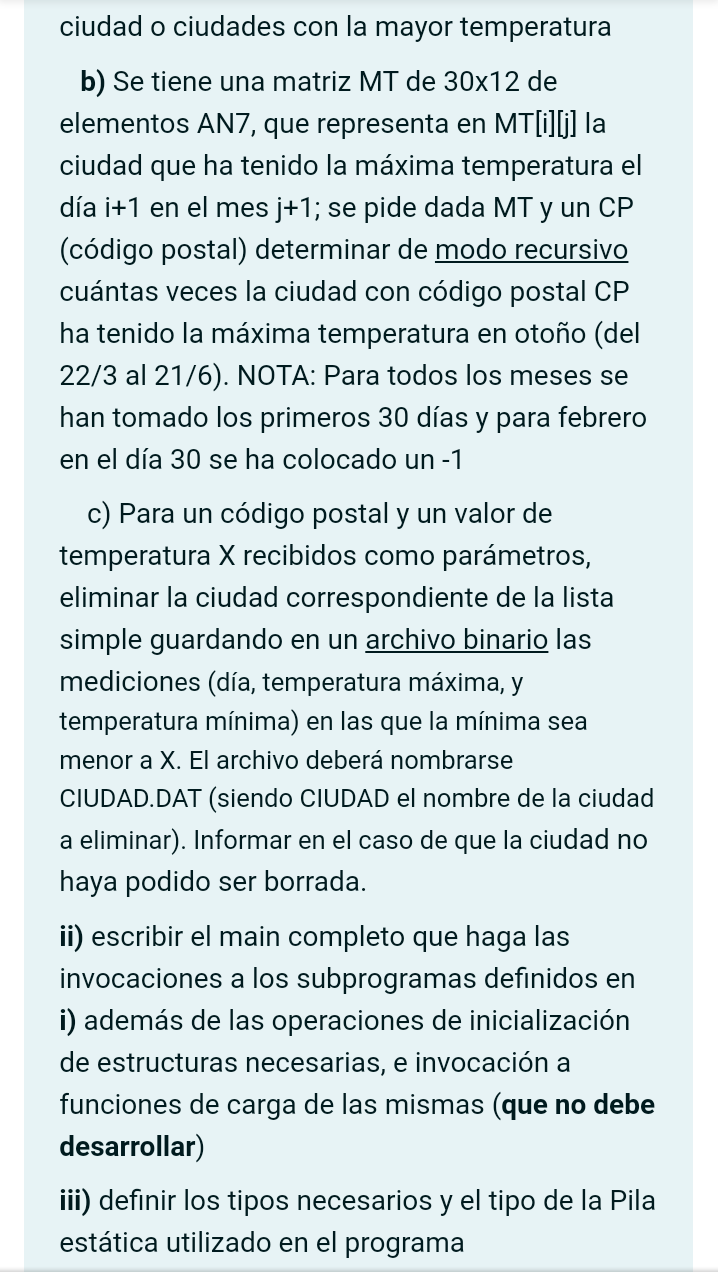 ciudad o ciudades con la mayor temperatura
b) Se tiene una matriz MT de 30x12 de
elementos AN7, que representa en MT[i][j] la
ciudad que ha tenido la máxima temperatura el
día i+1 en el mes j+1; se pide dada MT y un CP
(código postal) determinar de modo recursivo
cuántas veces la ciudad con código postal CP
ha tenido la máxima temperatura en otoño (del
22/3 al 21/6). NOTA: Para todos los meses se
han tomado los primeros 30 días y para febrero
en el día 30 se ha colocado un -1
c) Para un código postal y un valor de
temperatura X recibidos como parámetros,
eliminar la ciudad correspondiente de la lista
simple guardando en un archivo binario las
mediciones (día, temperatura máxima, y
temperatura mínima) en las que la mínima sea
menor a X. El archivo deberá nombrarse
CIUDAD.DAT (siendo CIUDAD el nombre de la ciudad
a eliminar). Informar en el caso de que la ciudad no
haya podido ser borrada.
ii) escribir el main completo que haga las
invocaciones a los subprogramas definidos en
i) además de las operaciones de inicialización
de estructuras necesarias, e invocación a
funciones de carga de las mismas (que no debe
desarrollar)
iii) definir los tipos necesarios y el tipo de la Pila
estática utilizado en el programa